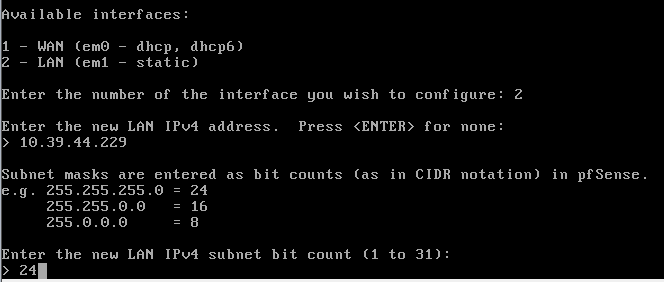 Available interfaces:
1 - WAN (em0 - dhcp, dhcp6)
2 - LAN (em1 - static)
Enter the number of the interface you wish to configure: 2
Enter the new LAN IPv4 address.  Press <ENTER> for none:
> 10.39.44.229
Subnet masks are entered as bit counts (as in CIDR notation) in pfSense.
e.g. 255.255.255.0 = 24
     255.255.0.0   = 16
     255.0.0.0     = 8
Enter the new LAN IPv4 subnet bit count (1 to 31):
> 24